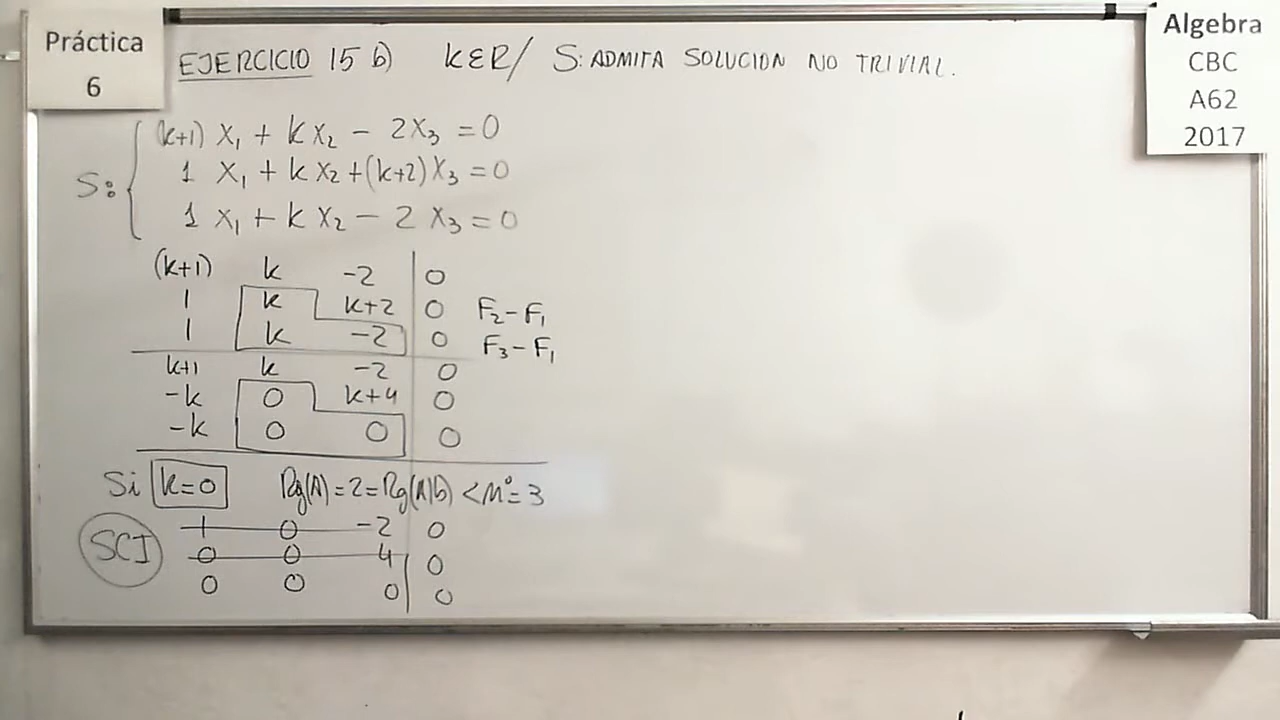 Práctica
6
EJERCICIO 15 b) K∈R/ S: ADMITA SOLUCION NO TRIVIAL.
Algebra
CBC
A62
2017
S: { (k+1) X₁ + k X₂ - 2X₃ = 0
1 X₁ + k X₂ + (k+2) X₃ = 0
1 X₁ + k X₂ - 2 X₃ = 0
(k+1) k -2 | 0
1 k k+2 | 0 F₂-F₁
1 k -2 | 0 F₃-F₁
k+1 k -2 | 0
-k 0 k+4 | 0
-k 0 0 | 0
Si k=0 Rg(A) = 2 = Rg(A|b) < Nº = 3
SCI
1 0 -2 | 0
0 0 4 | 0
0 0 0 | 0